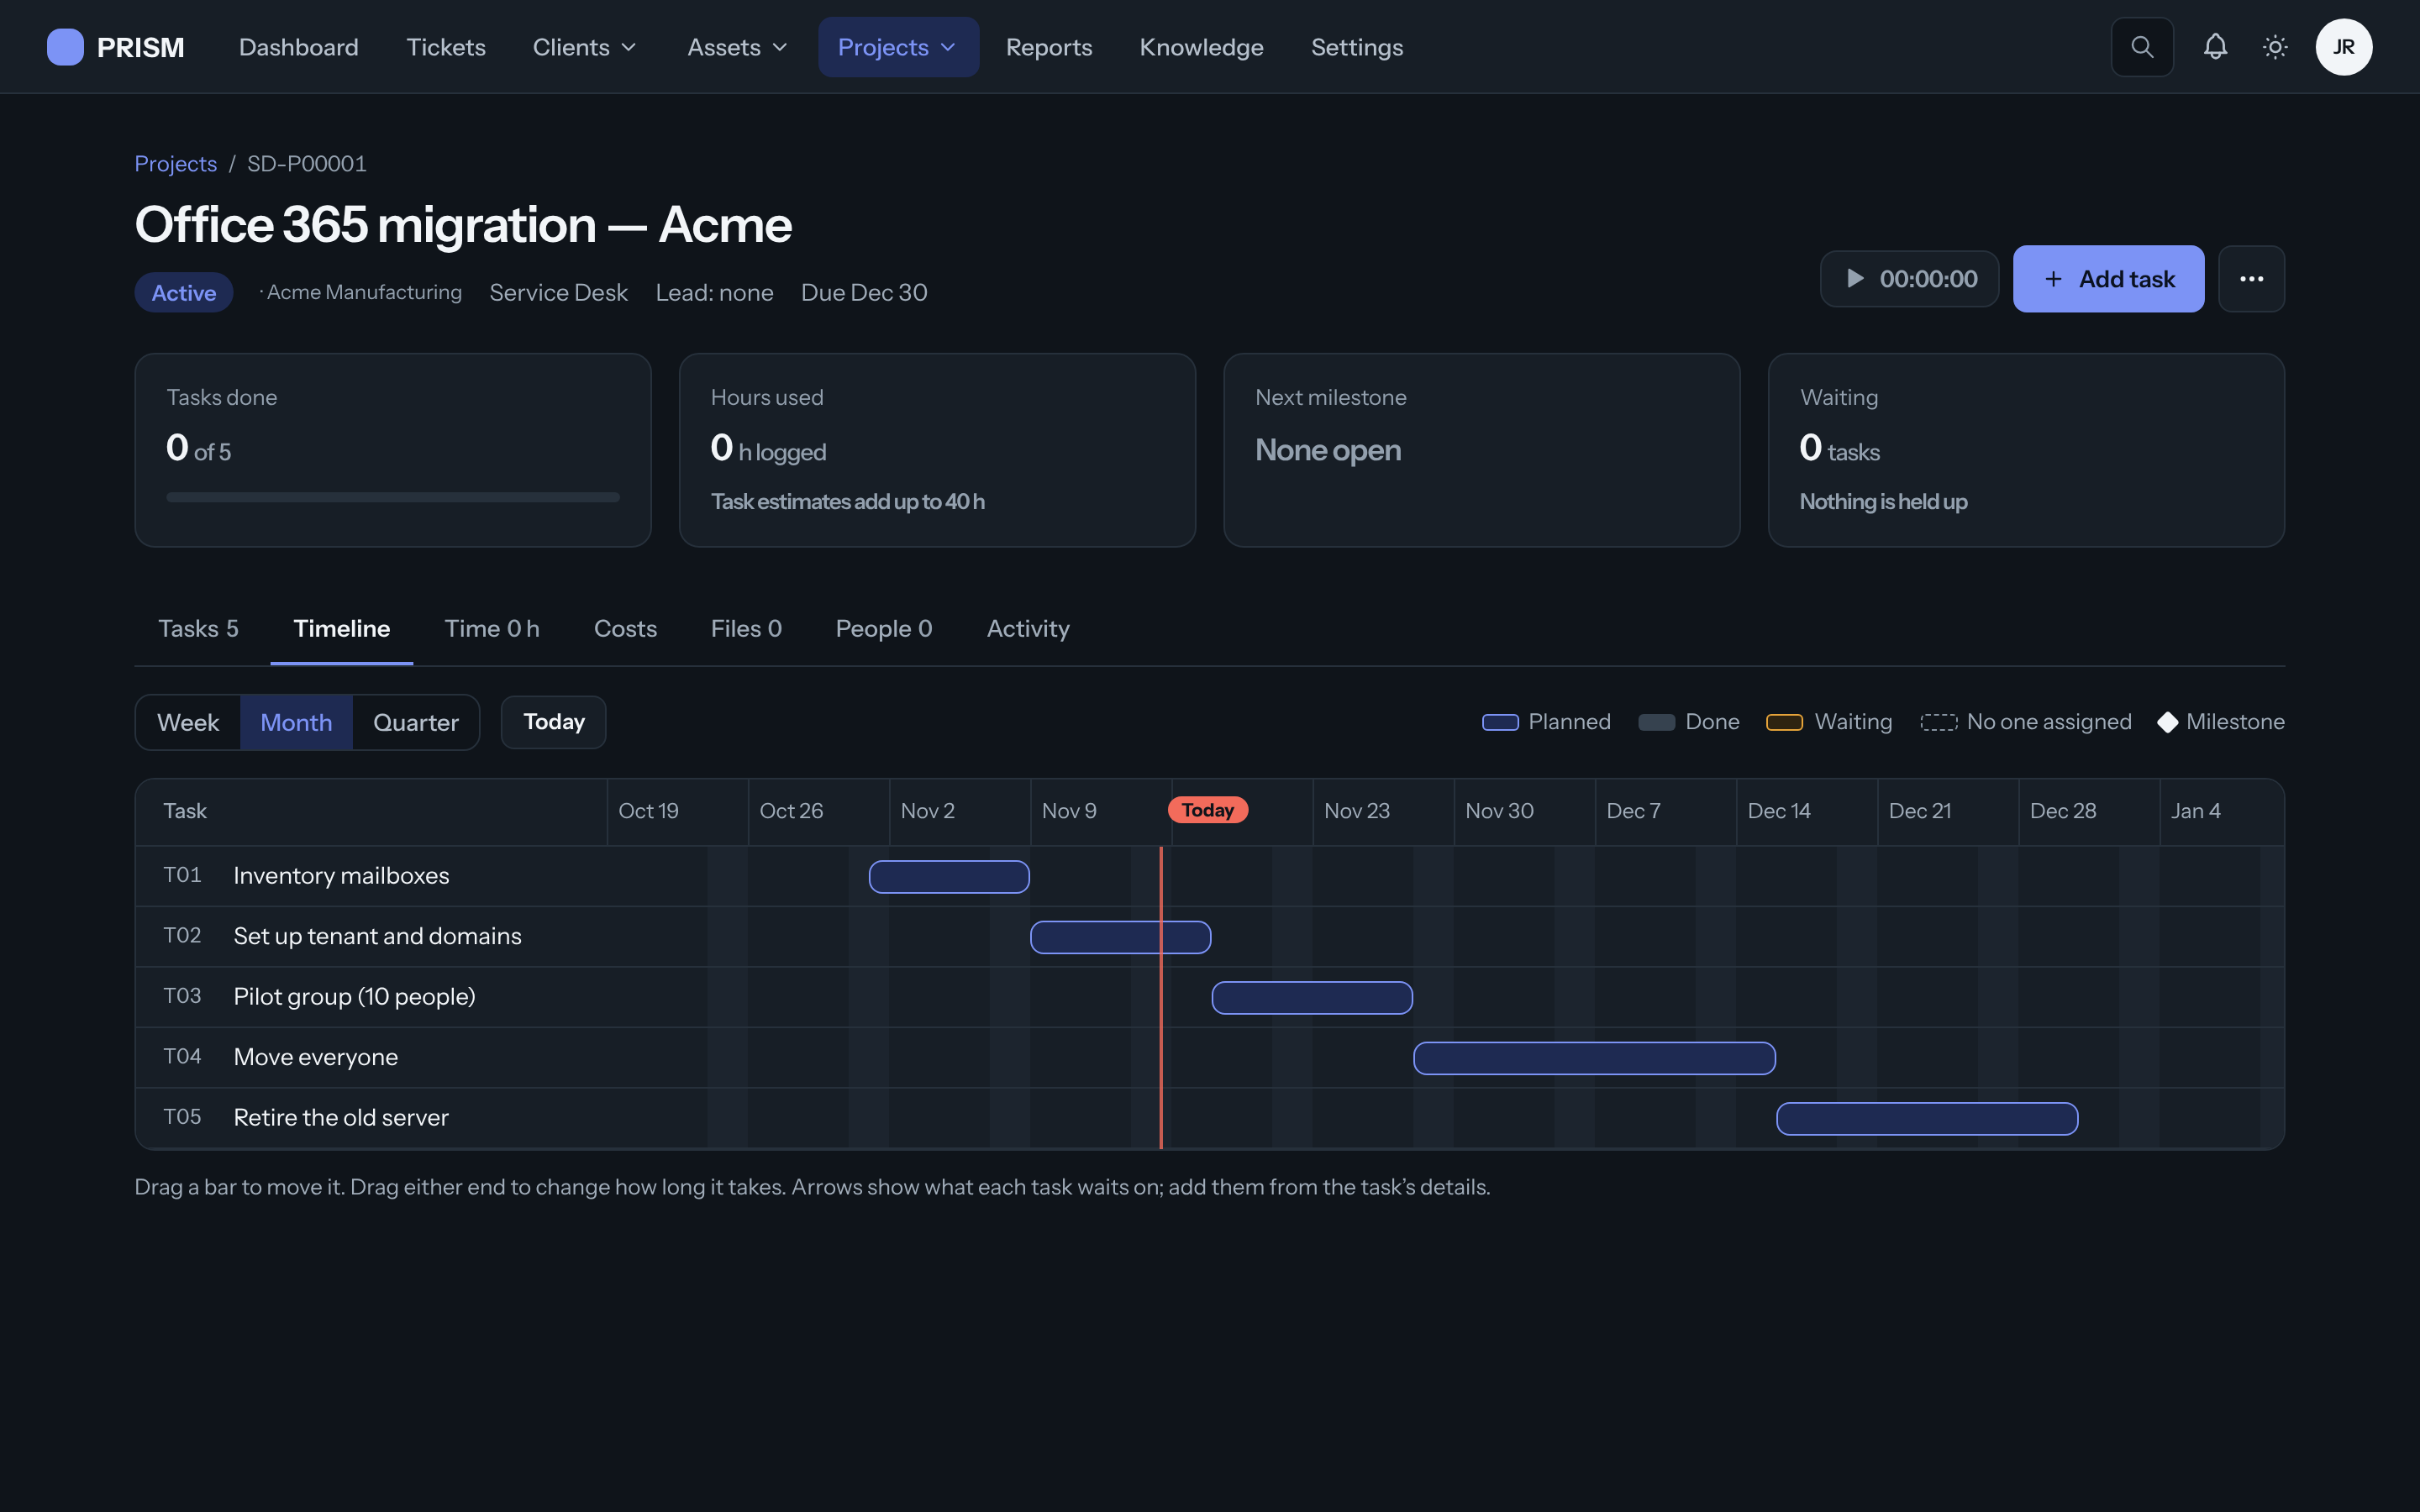 PRISM Dashboard Tickets Clients Assets Projects Reports Knowledge Settings JR
Projects / SD-P00001
Office 365 migration — Acme
Active · Acme Manufacturing Service Desk Lead: none Due Dec 30
00:00:00 + Add task ...
Tasks done
0 of 5
Hours used
0 h logged
Task estimates add up to 40 h
Next milestone
None open
Waiting
0 tasks
Nothing is held up
Tasks 5 Timeline Time 0 h Costs Files 0 People 0 Activity
Week Month Quarter Today
Planned Done Waiting No one assigned Milestone
Task Oct 19 Oct 26 Nov 2 Nov 9 Today Nov 23 Nov 30 Dec 7 Dec 14 Dec 21 Dec 28 Jan 4
T01 Inventory mailboxes
T02 Set up tenant and domains
T03 Pilot group (10 people)
T04 Move everyone
T05 Retire the old server
Drag a bar to move it. Drag either end to change how long it takes. Arrows show what each task waits on; add them from the task’s details.